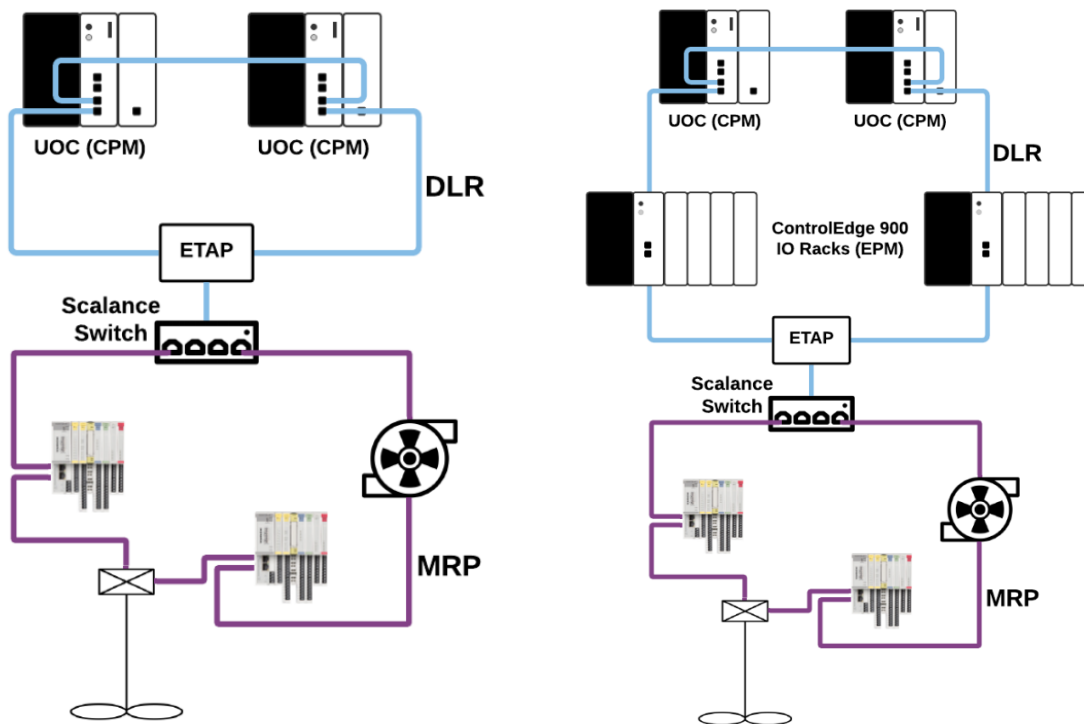 UOC (CPM)
UOC (CPM)
DLR
ETAP
Scalance
Switch
MRP
UOC (CPM)
UOC (CPM)
DLR
ControlEdge 900
IO Racks (EPM)
ETAP
Scalance
Switch
MRP